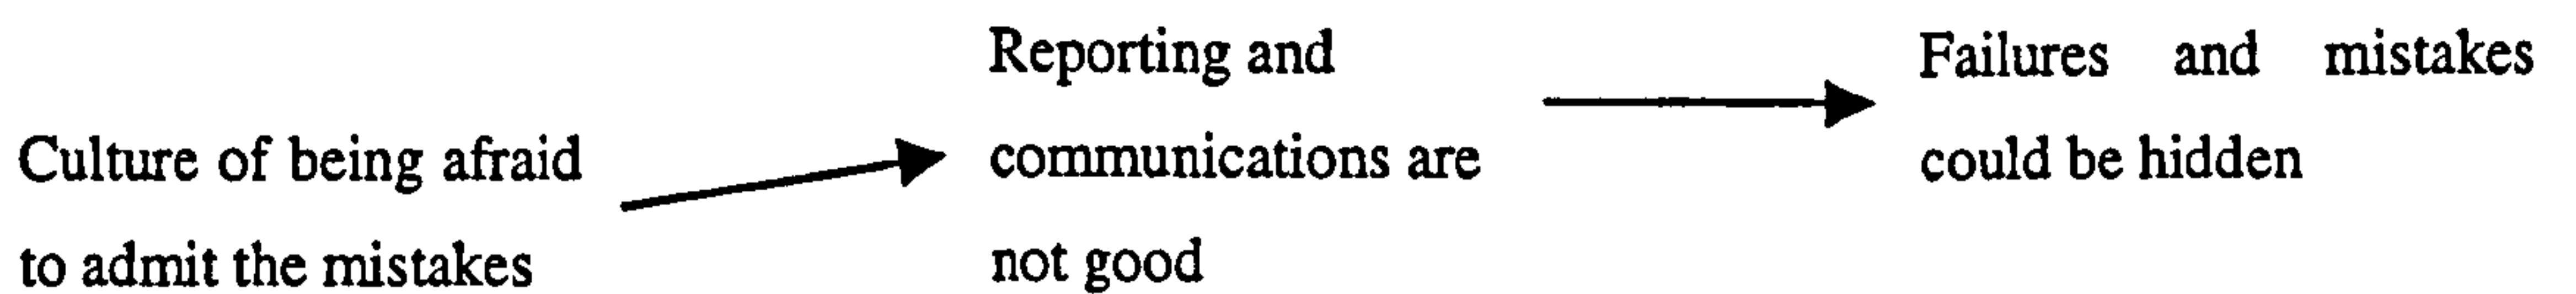 Culture of being afraid
to admit the mistakes
Reporting and
communications are
not good
Failures and mistakes
could be hidden